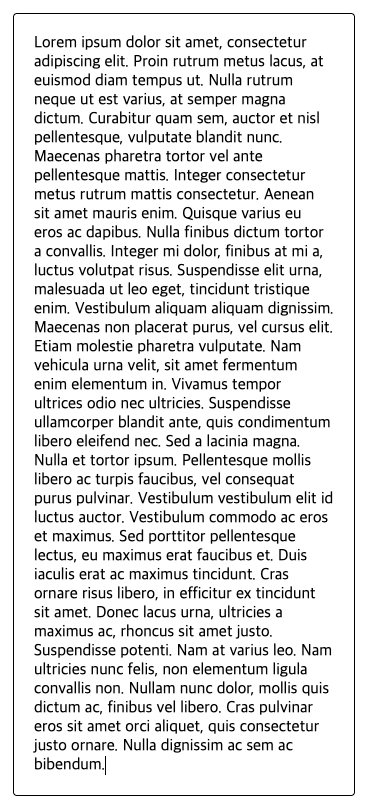 Lorem ipsum dolor sit amet, consectetur
adipiscing elit. Proin rutrum metus lacus, at
euismod diam tempus ut. Nulla rutrum
neque ut est varius, at semper magna
dictum. Curabitur quam sem, auctor et nisl
pellentesque, vulputate blandit nunc.
Maecenas pharetra tortor vel ante
pellentesque mattis. Integer consectetur
metus rutrum mattis consectetur. Aenean
sit amet mauris enim. Quisque varius eu
eros ac dapibus. Nulla finibus dictum tortor
a convallis. Integer mi dolor, finibus at mi a,
luctus volutpat risus. Suspendisse elit urna,
malesuada ut leo eget, tincidunt tristique
enim. Vestibulum aliquam aliquam dignissim.
Maecenas non placerat purus, vel cursus elit.
Etiam molestie pharetra vulputate. Nam
vehicula urna velit, sit amet fermentum
enim elementum in. Vivamus tempor
ultrices odio nec ultricies. Suspendisse
ullamcorper blandit ante, quis condimentum
libero eleifend nec. Sed a lacinia magna.
Nulla et tortor ipsum. Pellentesque mollis
libero ac turpis faucibus, vel consequat
purus pulvinar. Vestibulum vestibulum elit id
luctus auctor. Vestibulum commodo ac eros
et maximus. Sed porttitor pellentesque
lectus, eu maximus erat faucibus et. Duis
iaculis erat ac maximus tincidunt. Cras
ornare risus libero, in efficitur ex tincidunt
sit amet. Donec lacus urna, ultricies a
maximus ac, rhoncus sit amet justo.
Suspendisse potenti. Nam at varius leo. Nam
ultricies nunc felis, non elementum ligula
convallis non. Nullam nunc dolor, mollis quis
dictum ac, finibus vel libero. Cras pulvinar
eros sit amet orci aliquet, quis consectetur
justo ornare. Nulla dignissim ac sem ac
bibendum.